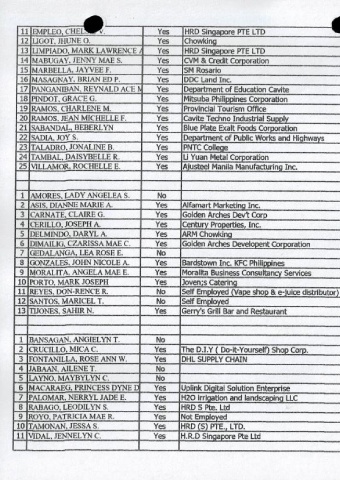 11 EMPLEO, Yes HRD Singapore PTE LTD
12 LIGOT, JHUNE O. Yes Chowking
13 LIMPIADO, MARK LAWRENCE A Yes HRD Singapore PTE LTD
14 MABUGAY, JENNY MAE S. Yes CVM & Credit Corporation
15 MARBELLA, JAYVEE F. Yes SM Rosario
16 MASAGNAY, BRIAN ED P. Yes DDC Land Inc.
17 PANGANIBAN, REYNALD ACE M Yes Department of Education Cavite
18 PINDOT, GRACE G. Yes Mitsuba Philippines Corporation
19 RAMOS, CHARLENE M. Yes Provincial Tourism Office
20 RAMOS, JEAN MICHELLE F. Yes Cavite Techno Industrial Supply
21 SABANDAL, BEBERLYN Yes Blue Plate Exalt Foods Corporation
22 SADIA, JOY S. Yes Department of Public Works and Highways
23 TALADRO, JONALINE B. Yes PNTC College
24 TAMBAL, DAISYBELLE R. Yes Li Yuan Metal Corporation
25 VILLAMOR, ROCHELLE E. Yes Ajusteel Manila Manufacturing Inc.
1 AMORES, LADY ANGELEA S. No
2 ASIS, DIANNE MARIE A. Yes Alfamart Marketing Inc.
3 CARNATE, CLAIRE G. Yes Golden Arches Dev't Corp
4 CERILLO, JOSEPH A. Yes Century Properties, Inc.
5 DELMINDO, DARYL A. Yes ARM Chowking
6 DIMAILIG, CZARISSA MAE C. Yes Golden Arches Developent Corporation
7 GEDALANGA, LEA ROSE E. No
8 GONZALES, JOHN NICOLE A. Yes Bardstown Inc. KFC Philippines
9 MORALITA, ANGELA MAE E. Yes Moralita Business Consultancy Services
10 PORTO, MARK JOSEPH Yes Joven;s Catering
11 REYES, DON-RENCE R. No Self Employed (Vape shop & e-juice distributor)
12 SANTOS, MARICEL T. No Self Employed
13 TIJONES, SAHIR N. Yes Gerry's Grill Bar and Restaurant
1 BANSAGAN, ANGIELYN T. No
2 CRUCILLO, MICA C. Yes The D.I.Y ( Do-it-Yourself) Shop Corp.
3 FONTANILLA, ROSE ANN W. Yes DHL SUPPLY CHAIN
4 JABAAN, AILENE T. No
5 LAYNO, MAYBYLYN C. No
6 MACARAEG, PRINCESS DYNE D Yes Uplink Digital Solution Enterprise
7 PALOMAR, NERRYL JADE E. Yes H2O irrigation and landscaping LLC
8 RABAGO, LEODILYN S. Yes HRD S Pte. Ltd
9 ROYO, PATRICIA MAE R. Yes Not Employed
10 TAMONAN, JESSA S. Yes HRD (S) PTE., LTD.
11 VIDAL, JENNELYN C. Yes H.R.D Singapore Pte Ltd